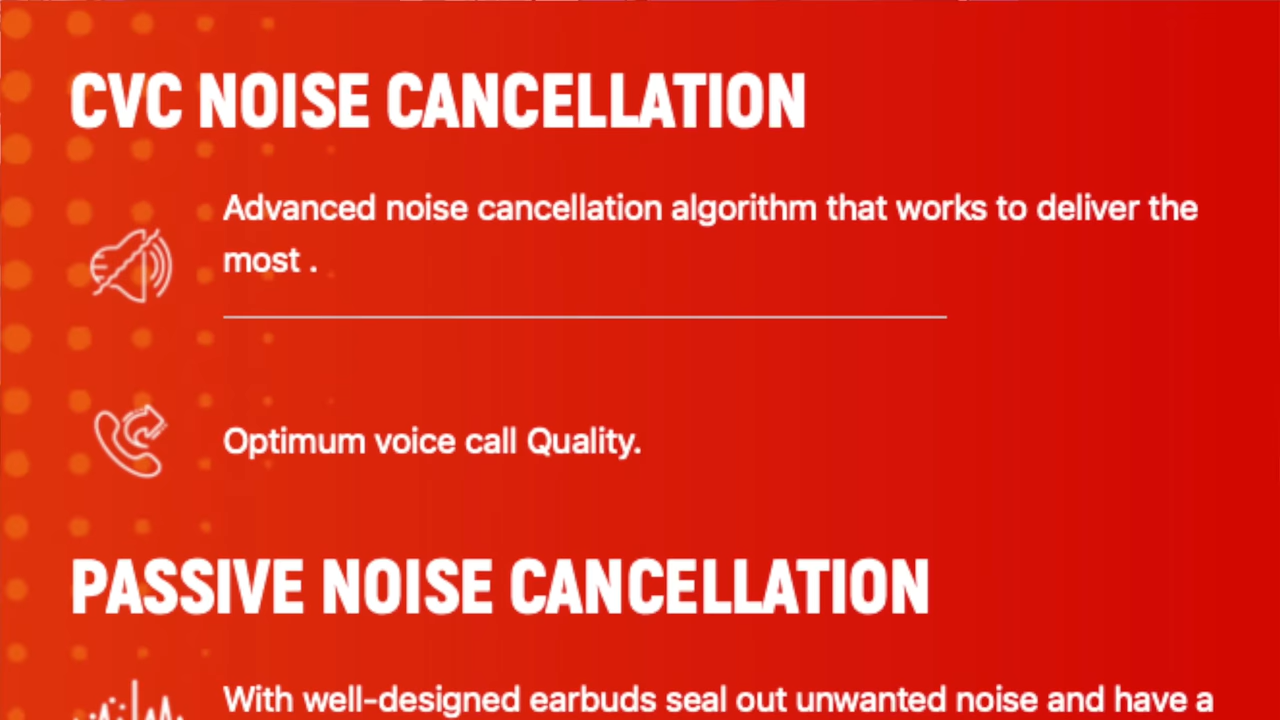 CVC NOISE CANCELLATION
Advanced noise cancellation algorithm that works to deliver the
most .
Optimum voice call Quality.
PASSIVE NOISE CANCELLATION
With well-designed earbuds seal out unwanted noise and have a